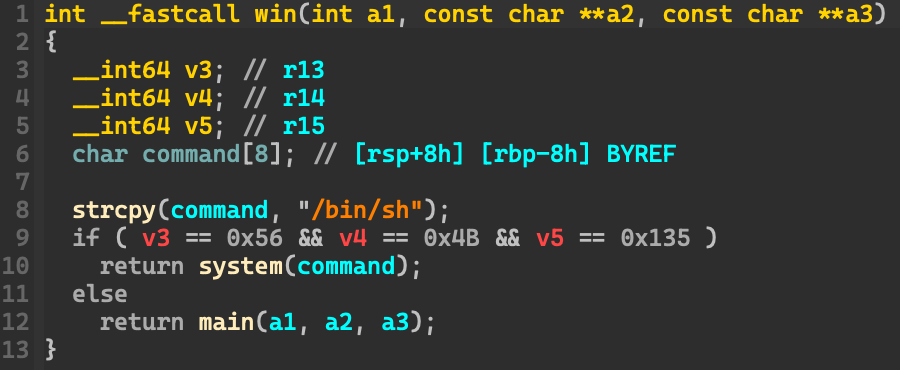 1 int __fastcall win(int a1, const char **a2, const char **a3)
2 {
3 __int64 v3; // r13
4 __int64 v4; // r14
5 __int64 v5; // r15
6 char command[8]; // [rsp+8h] [rbp-8h] BYREF
7
8 strcpy(command, "/bin/sh");
9 if ( v3 == 0x56 && v4 == 0x4B && v5 == 0x135 )
10 return system(command);
11 else
12 return main(a1, a2, a3);
13 }